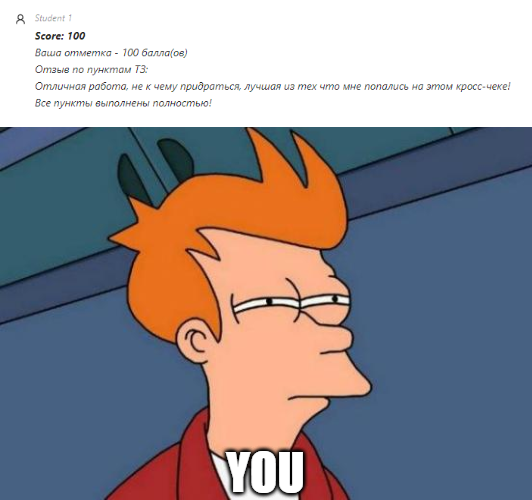 Student 1
Score: 100
Ваша отметка - 100 балла(ов)
Отзыв по пунктам ТЗ:
Отличная работа, не к чему придраться, лучшая из тех что мне попались на этом кросс-чеке!
Все пункты выполнены полностью!
YOU